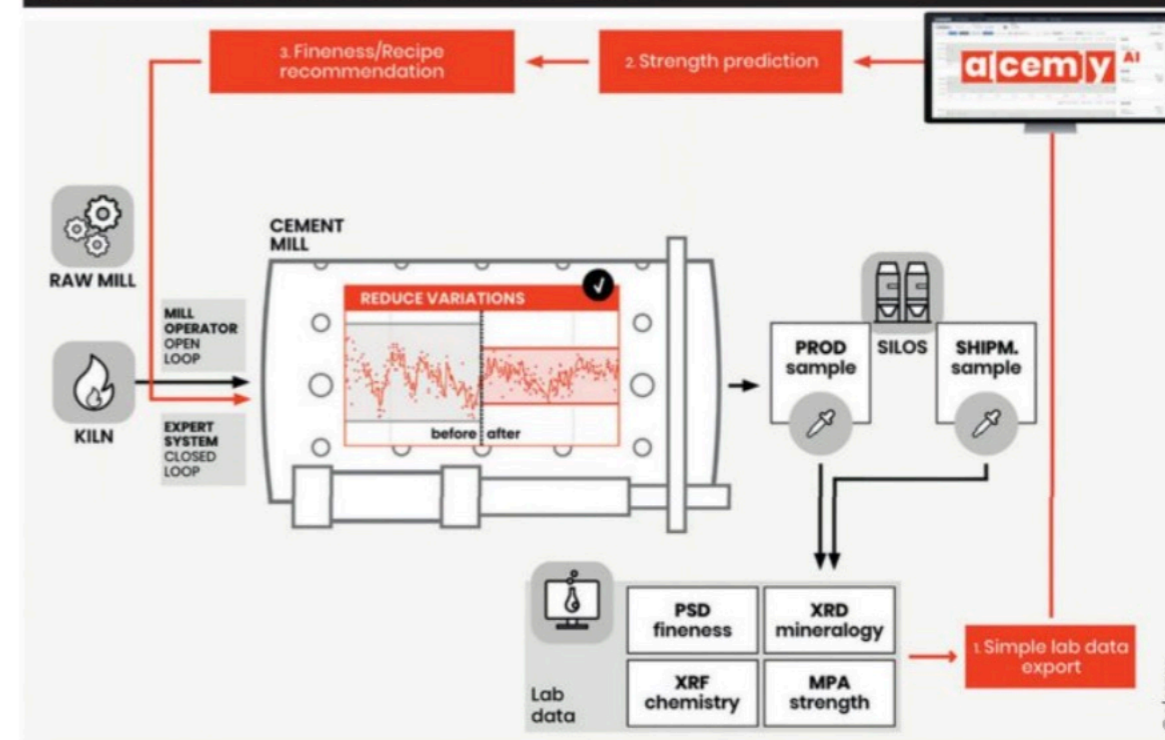 3. Fineness/Recipe
recommendation
2. Strength prediction
a[cem]y AI
RAW MILL
CEMENT
MILL
REDUCE VARIATIONS
MILL
OPERATOR
OPEN
LOOP
KILN
EXPERT
SYSTEM
CLOSED
LOOP
before after
PROD
sample
SILOS
SHIPM.
sample
Lab
data
PSD
fineness
XRD
mineralogy
XRF
chemistry
MPA
strength
1. Simple lab data
export